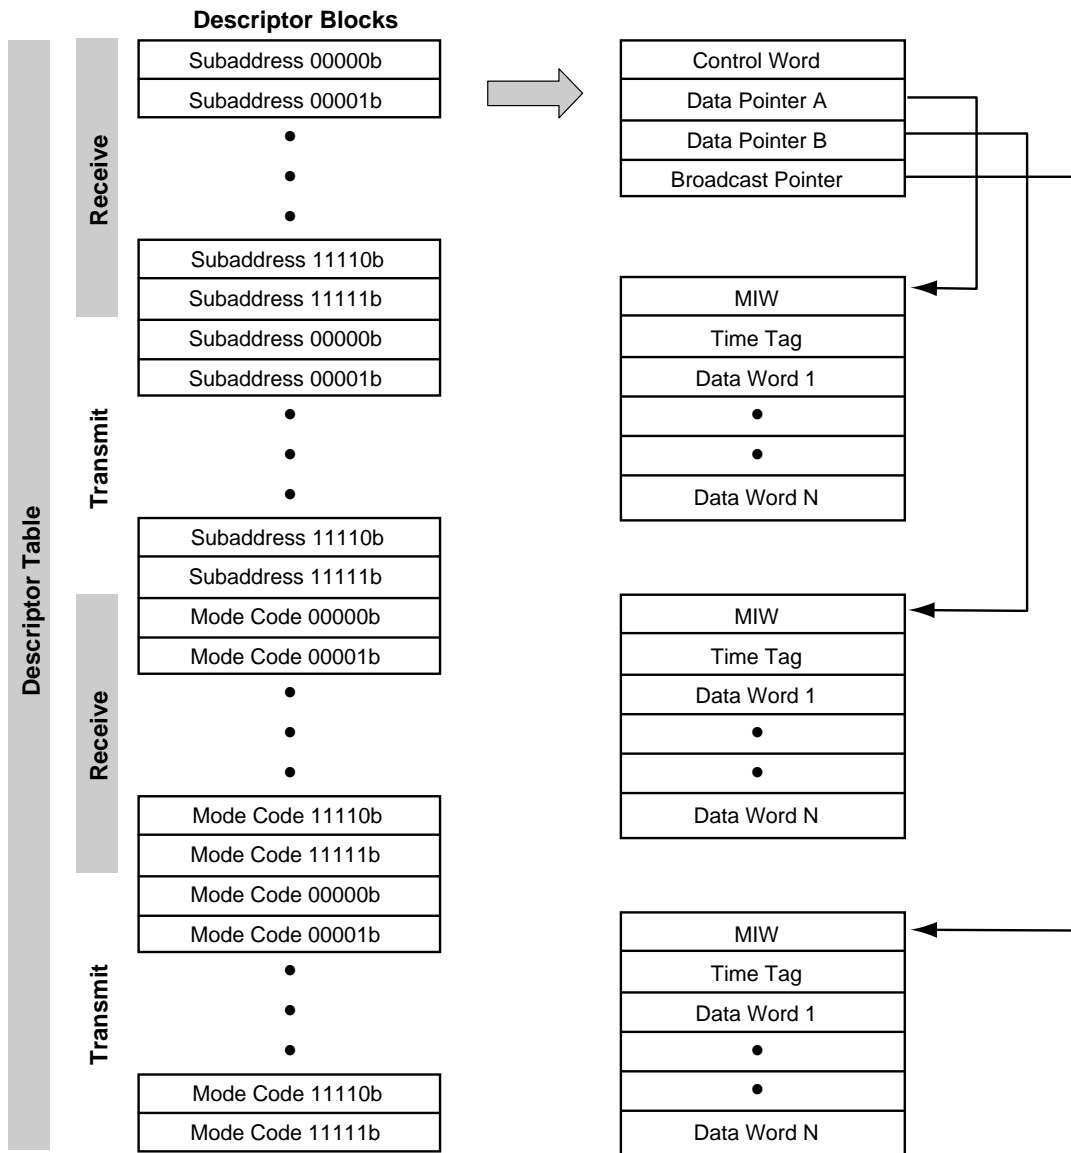 Descriptor Blocks
Descriptor Table
Receive
Subaddress 00000b
Subaddress 00001b
Subaddress 11110b
Subaddress 11111b
Transmit
Subaddress 00000b
Subaddress 00001b
Subaddress 11110b
Subaddress 11111b
Receive
Mode Code 00000b
Mode Code 00001b
Mode Code 11110b
Mode Code 11111b
Transmit
Mode Code 00000b
Mode Code 00001b
Mode Code 11110b
Mode Code 11111b
Control Word
Data Pointer A
Data Pointer B
Broadcast Pointer
MIW
Time Tag
Data Word 1
Data Word N
MIW
Time Tag
Data Word 1
Data Word N
MIW
Time Tag
Data Word 1
Data Word N